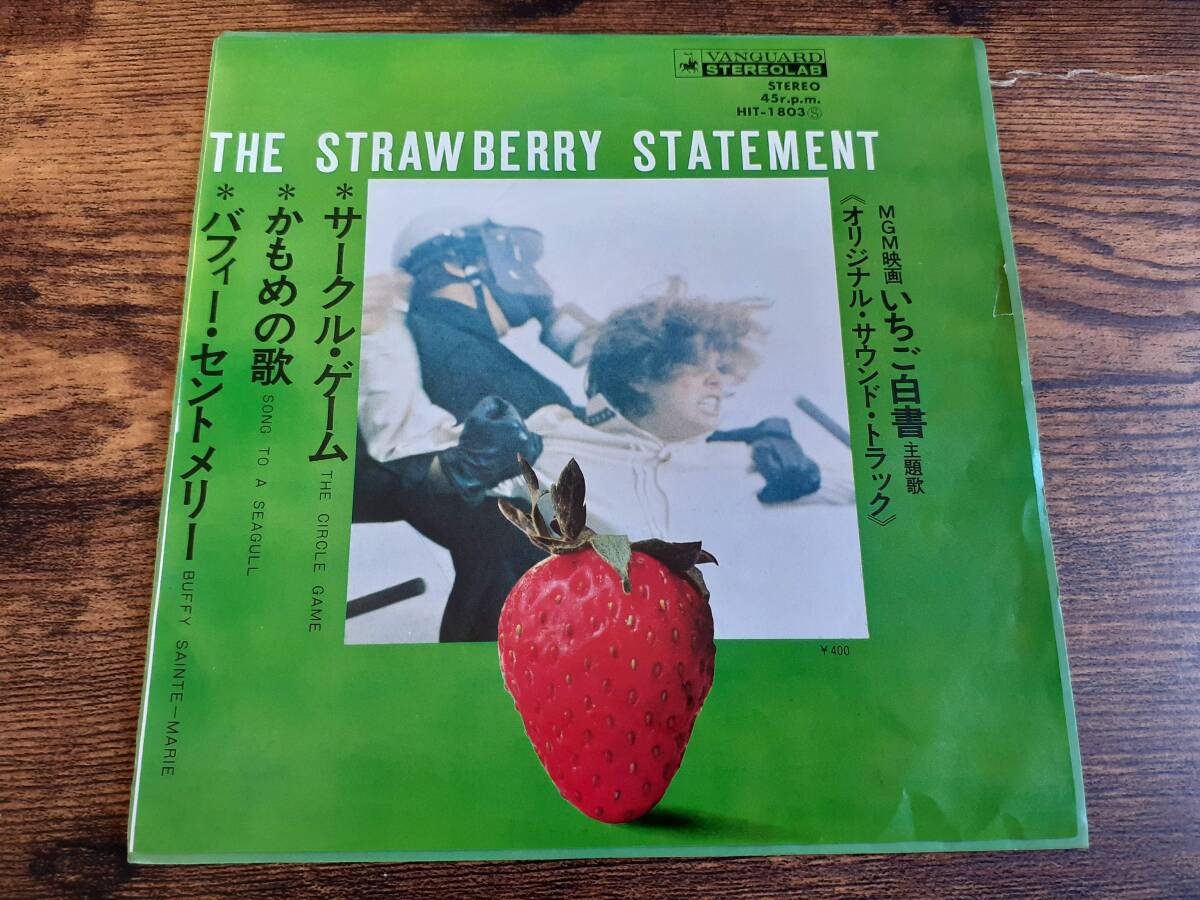 VANGUARD
STEREOLAB
STEREO
45r.p.m.
HIT-1803Ⓢ
THE STRAWBERRY STATEMENT
MGM映画 いちご白書 主題歌
《オリジナル・サウンド・トラック》
*サークル・ゲーム THE CIRCLE GAME
*かもめの歌 SONG TO A SEAGULL
*バフィー・セントメリー BUFFY SAINTE-MARIE
¥400